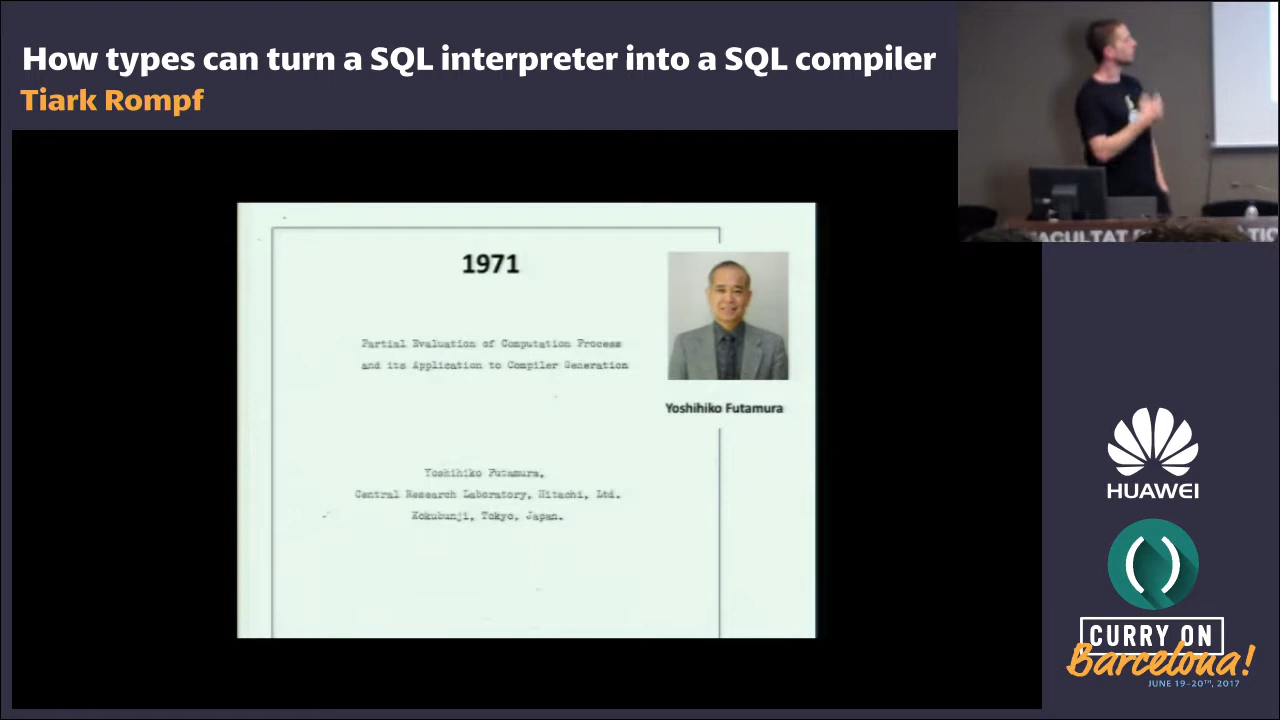 How types can turn a SQL interpreter into a SQL compiler
Tiark Rompf
1971
Partial Evaluation of Computation Process
and its Application to Compiler Generation
Yoshihiko Futamura
Yoshihiko Futamura,
Central Research Laboratory, Hitachi, Ltd.
Kokubunji, Tokyo, Japan.
FACULTAT
HUAWEI
CURRY ON
Barcelona!
JUNE 19-20TH, 2017